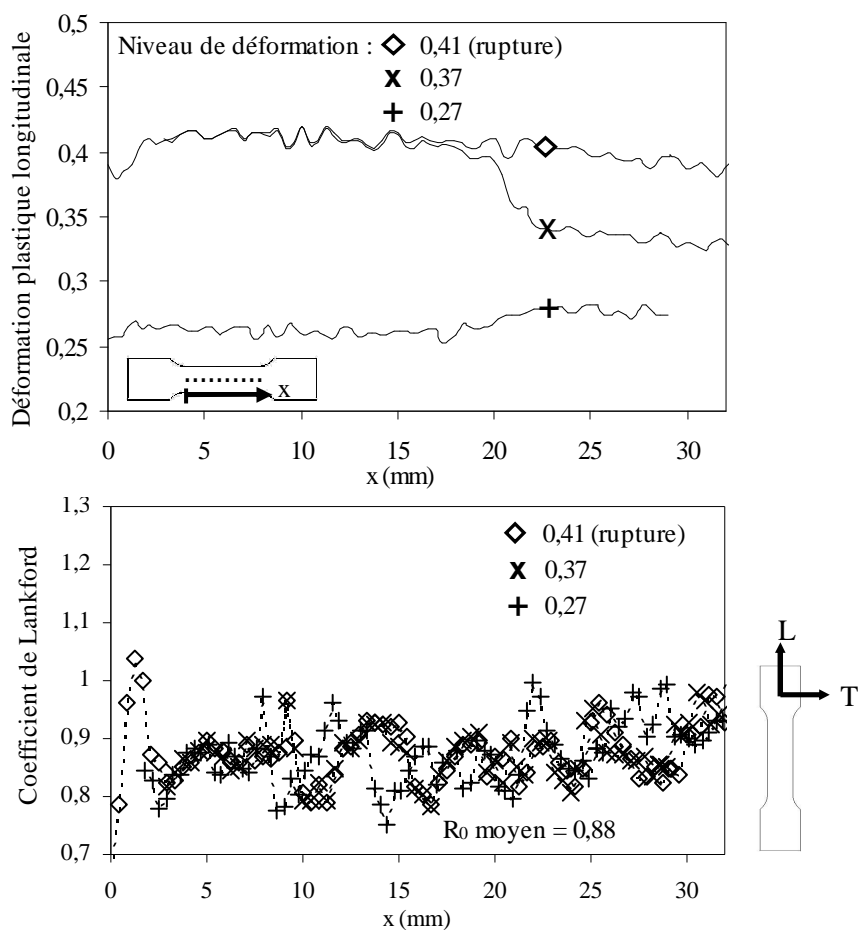 0,5
Niveau de déformation : 0,41 (rupture)
0,37
0,27
0,45
0,4
0,35
0,3
0,25
0,2
Déformation plastique longitudinale
x
0 5 10 15 20 25 30
x (mm)
1,3
0,41 (rupture)
0,37
0,27
1,2
1,1
1
0,9
0,8
0,7
Coefficient de Lankford
R0 moyen = 0,88
0 5 10 15 20 25 30
x (mm)
L
T